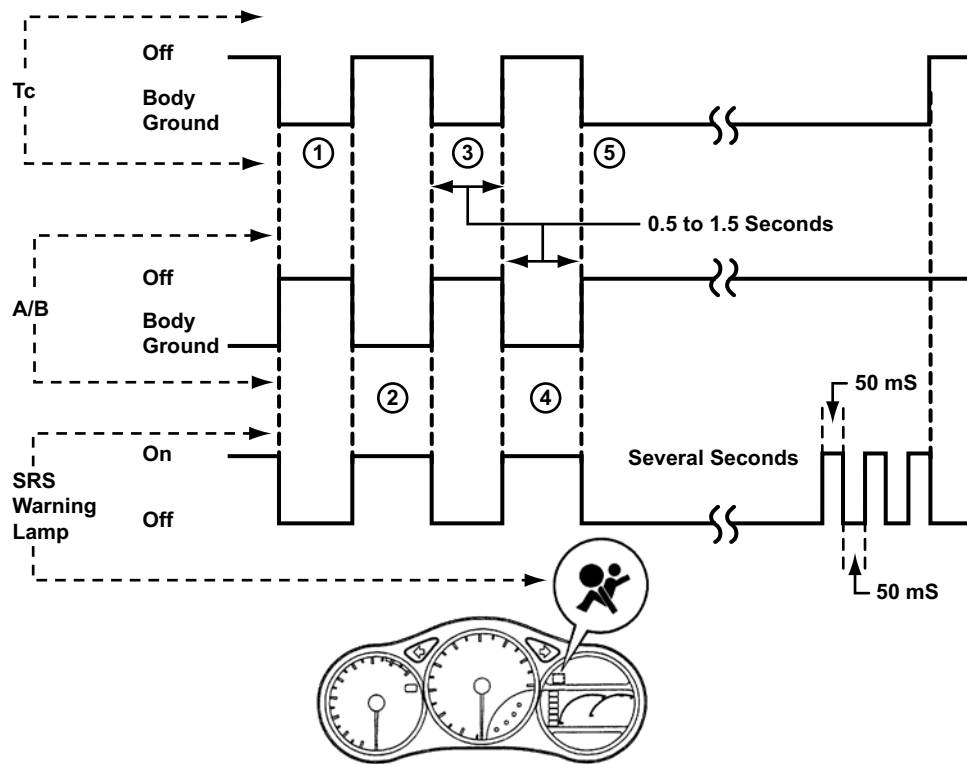 Off
Tc
Body
Ground
1
3
5
0.5 to 1.5 Seconds
Off
A/B
Body
Ground
2
4
50 mS
On
Several Seconds
SRS
Warning
Lamp
Off
50 mS